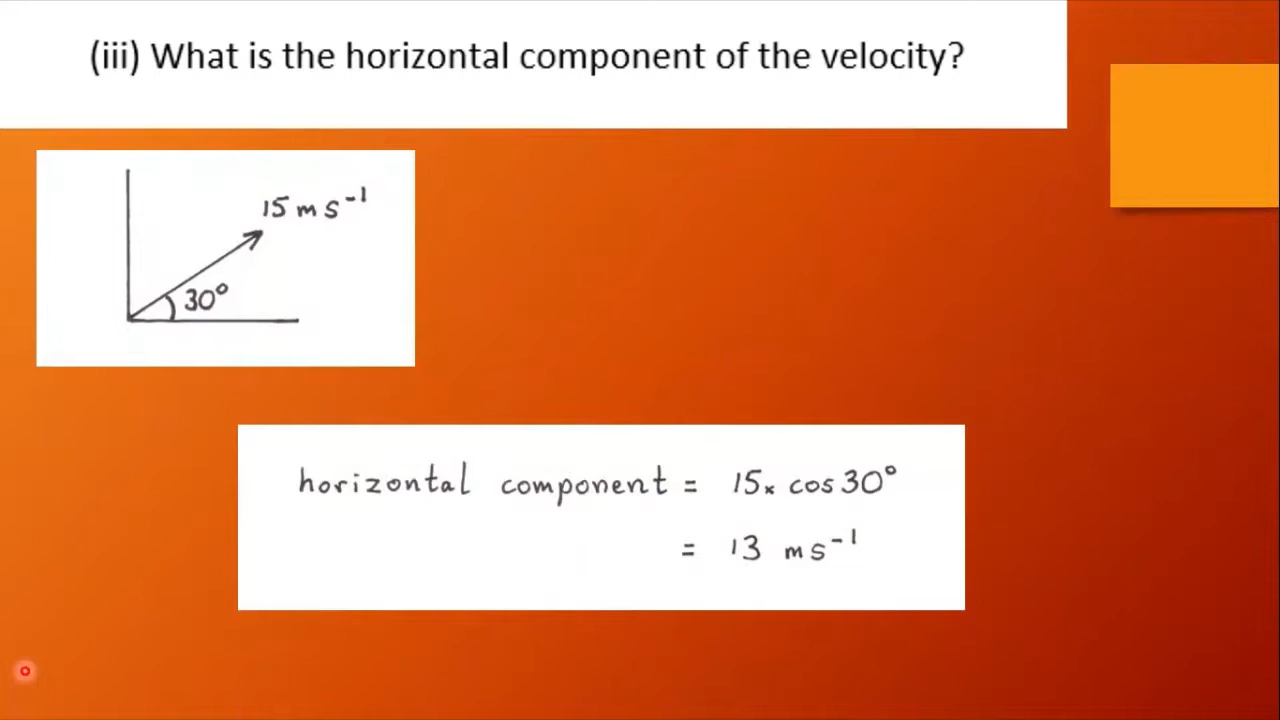 (iii) What is the horizontal component of the velocity?
15 m s⁻¹
30°
horizontal component = 15 × cos 30°
= 13 m s⁻¹